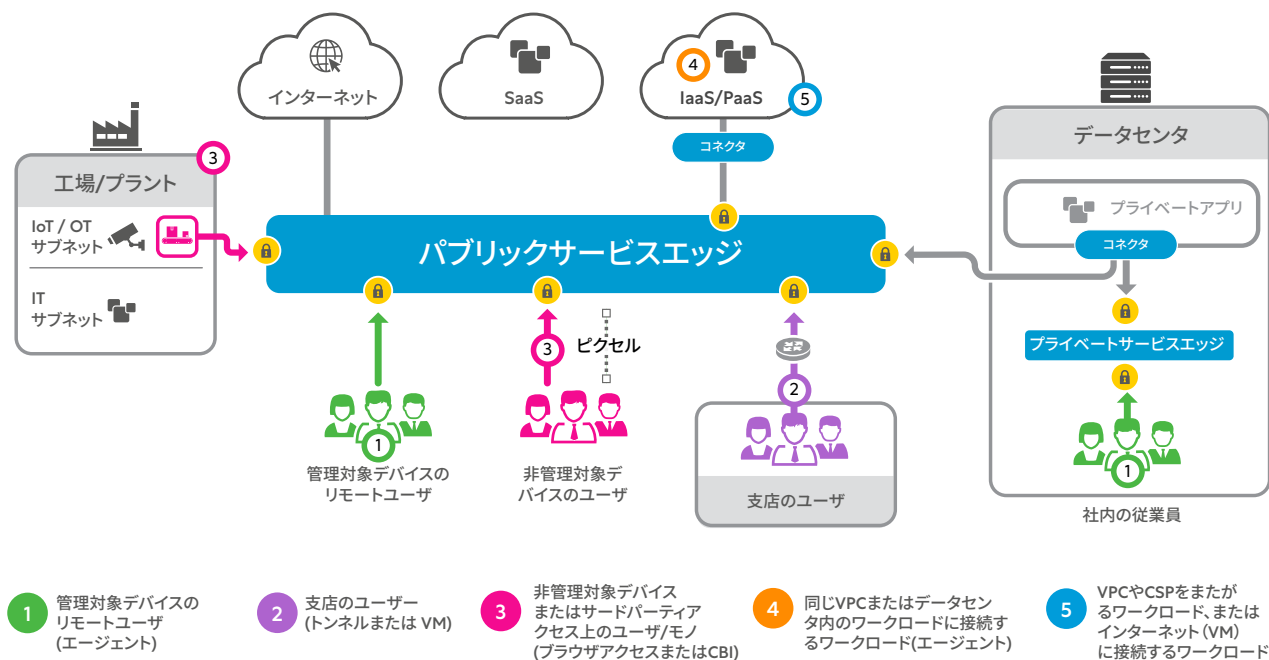 インターネット
SaaS
4
IaaS/PaaS
5
コネクタ
データセンタ
プライベートアプリ
コネクタ
3
工場/プラント
IoT / OT
サブネット
IT
サブネット
パブリックサービスエッジ
プライベートサービスエッジ
3
ピクセル
2
1
管理対象デバイスの
リモートユーザ
非管理対象デ
バイスのユーザ
支店のユーザ
1
社内の従業員
1
管理対象デバイスの
リモートユーザ
(エージェント)
2
支店のユーザー
(トンネルまたは VM)
3
非管理対象デバイス
またはサードパーティア
クセス上のユーザ/モノ
(ブラウザアクセスまたはCBI)
4
同じVPCまたはデータセン
タ内のワークロードに接続す
るワークロード(エージェント)
5
VPCやCSPをまたが
るワークロード、または
インターネット(VM)
に接続するワークロード